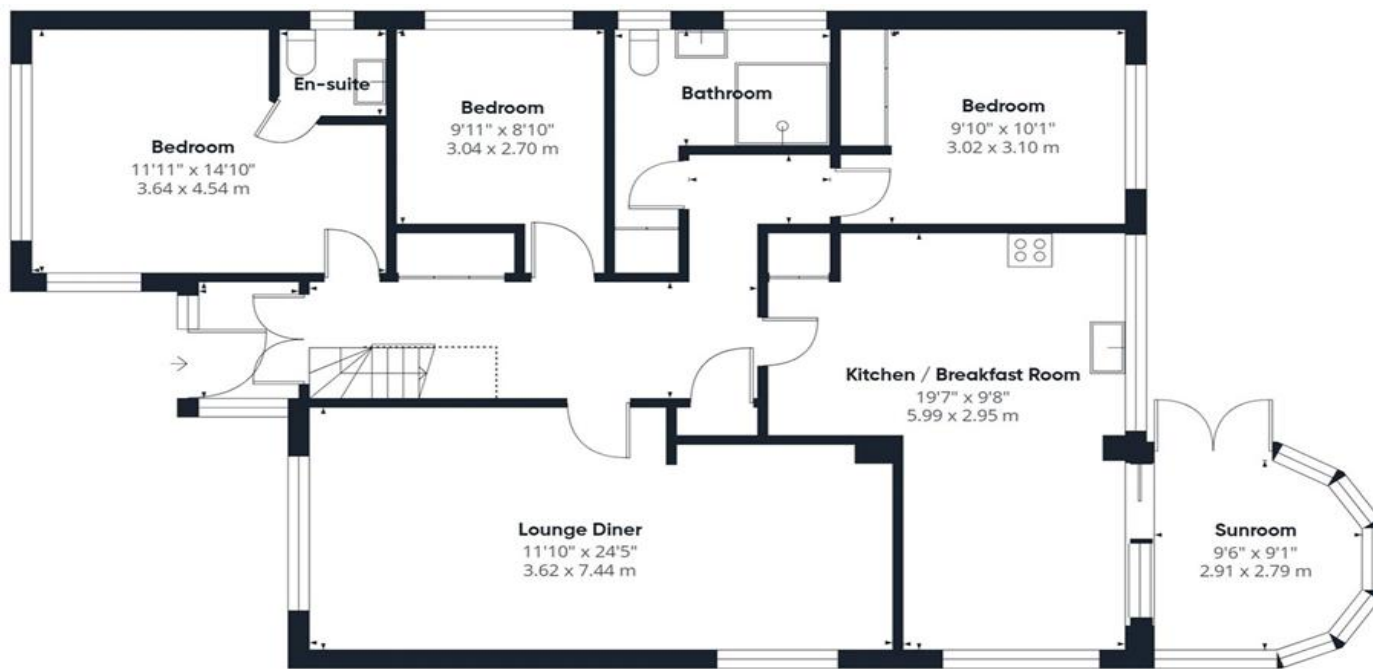 En-suite
Bedroom
11'11" x 14'10"
3.64 x 4.54 m
Bedroom
9'11" x 8'10"
3.04 x 2.70 m
Bathroom
Bedroom
9'10" x 10'1"
3.02 x 3.10 m
Kitchen / Breakfast Room
19'7" x 9'8"
5.99 x 2.95 m
Lounge Diner
11'10" x 24'5"
3.62 x 7.44 m
Sunroom
9'6" x 9'1"
2.91 x 2.79 m